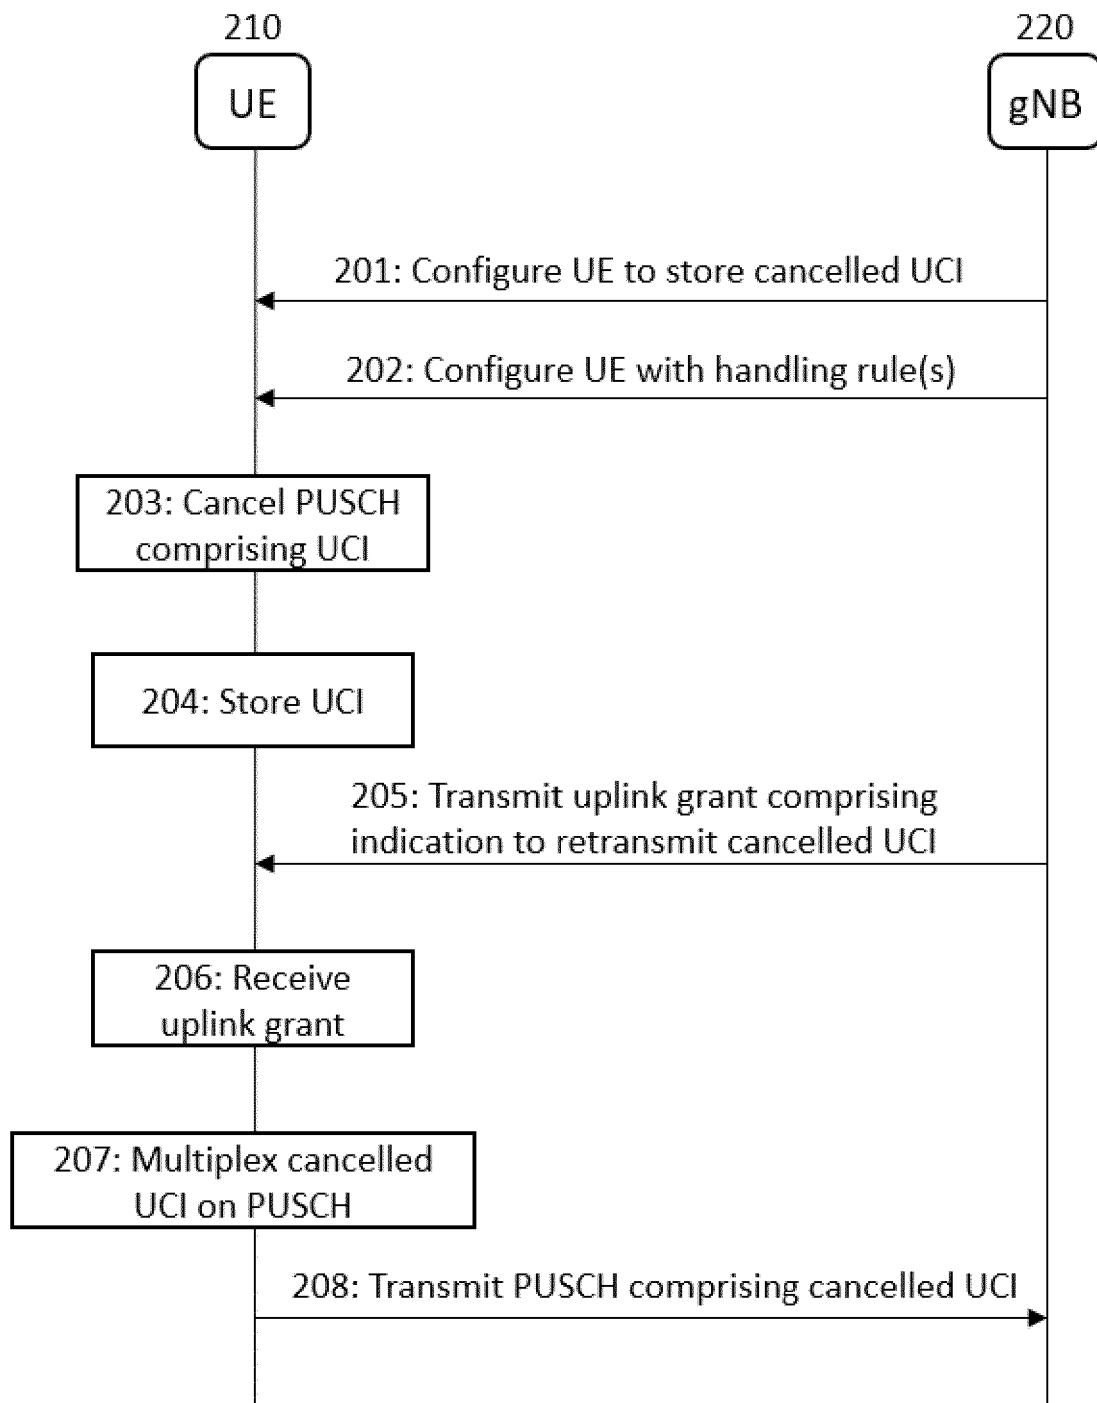 210
220
UE
gNB
201: Configure UE to store cancelled UCI
202: Configure UE with handling rule(s)
203: Cancel PUSCH
comprising UCI
204: Store UCI
205: Transmit uplink grant comprising
indication to retransmit cancelled UCI
206: Receive
uplink grant
207: Multiplex cancelled
UCI on PUSCH
208: Transmit PUSCH comprising cancelled UCI